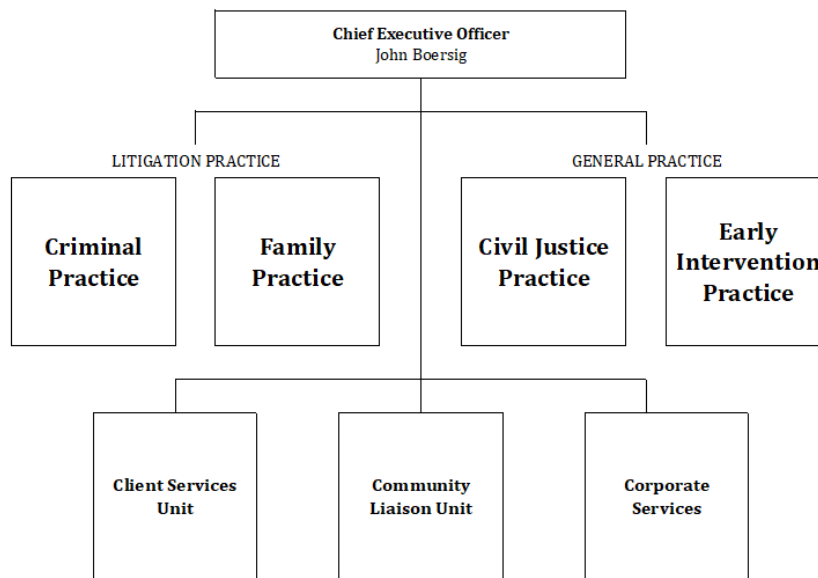 Chief Executive Officer
John Boersig
LITIGATION PRACTICE
GENERAL PRACTICE
Criminal
Practice
Family
Practice
Civil Justice
Practice
Early
Intervention
Practice
Client Services
Unit
Community
Liaison Unit
Corporate
Services